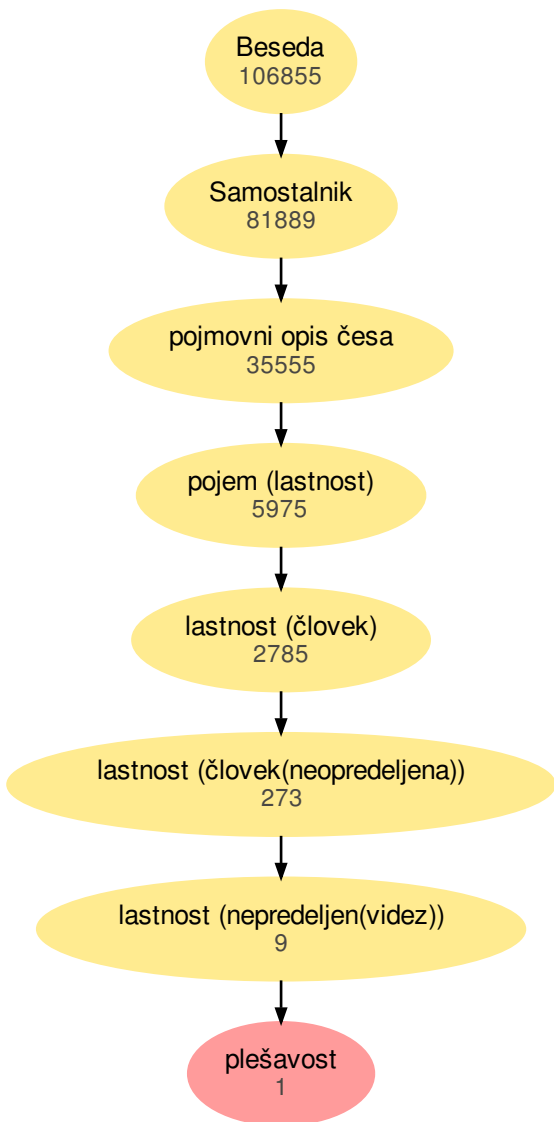 Beseda
106855
Samostalnik
81889
pojmovni opis česa
35555
pojem (lastnost)
5975
lastnost (človek)
2785
lastnost (človek(neopredeljena))
273
lastnost (nepredeljen(videz))
9
plešavost
1